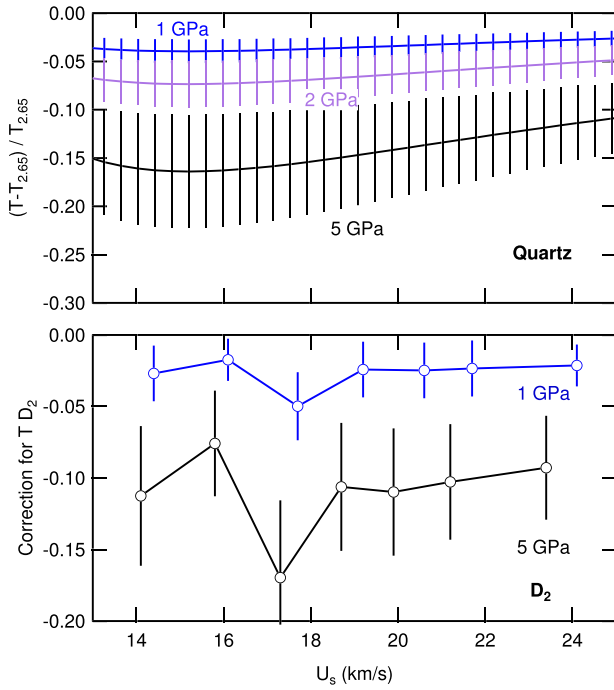 0.00
1 GPa
-0.05
2 GPa
-0.10
-0.15
-0.20
5 GPa
-0.25
Quartz
-0.30
(T-T2.65) / T2.65
0.00
-0.05
1 GPa
-0.10
-0.15
5 GPa
D2
-0.20
Correction for T D2
14 16 18 20 22 24
Us (km/s)